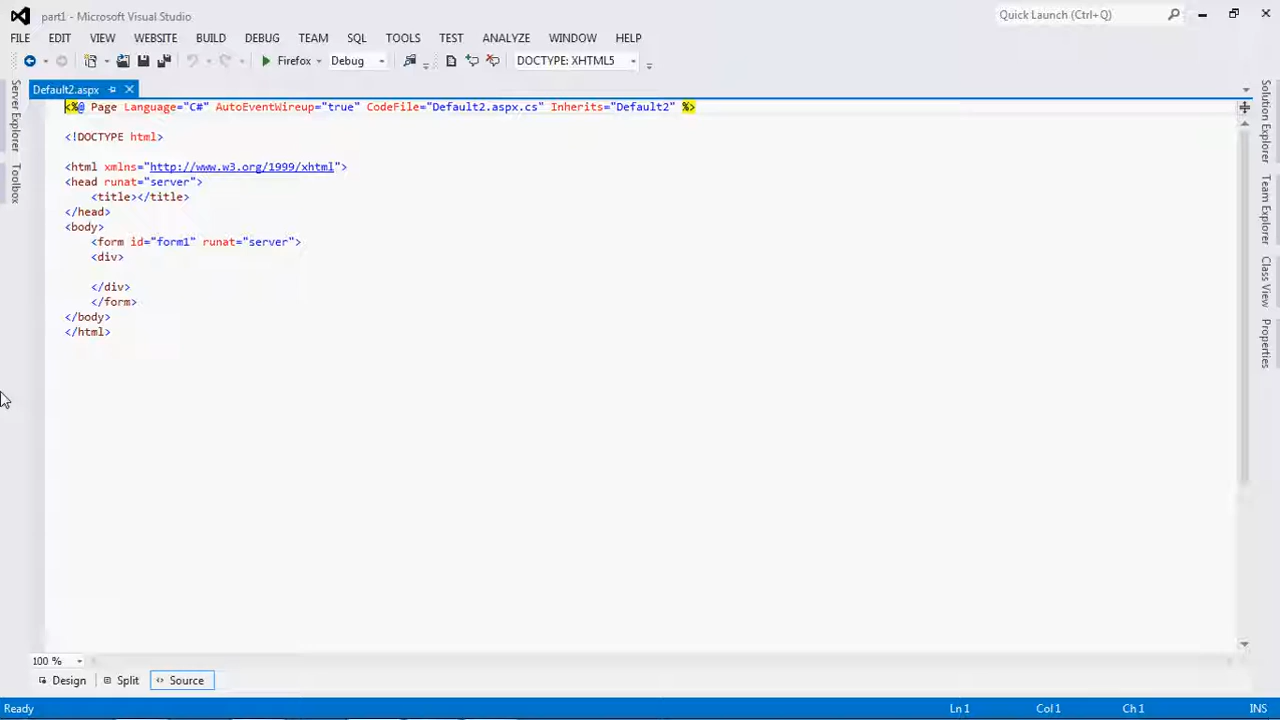 part1 - Microsoft Visual Studio
Quick Launch (Ctrl+Q)
FILE EDIT VIEW WEBSITE BUILD DEBUG TEAM SQL TOOLS TEST ANALYZE WINDOW HELP
Firefox Debug DOCTYPE: XHTML5
Default2.aspx
Server Explorer
Toolbox
<%@ Page Language="C#" AutoEventWireup="true" CodeFile="Default2.aspx.cs" Inherits="Default2" %>
<!DOCTYPE html>
<html xmlns="http://www.w3.org/1999/xhtml">
<head runat="server">
<title></title>
</head>
<body>
<form id="form1" runat="server">
<div>
</div>
</form>
</body>
</html>
Solution Explorer
Team Explorer
Class View
Properties
100 %
Design Split Source
Ready Ln 1 Col 1 Ch 1 INS